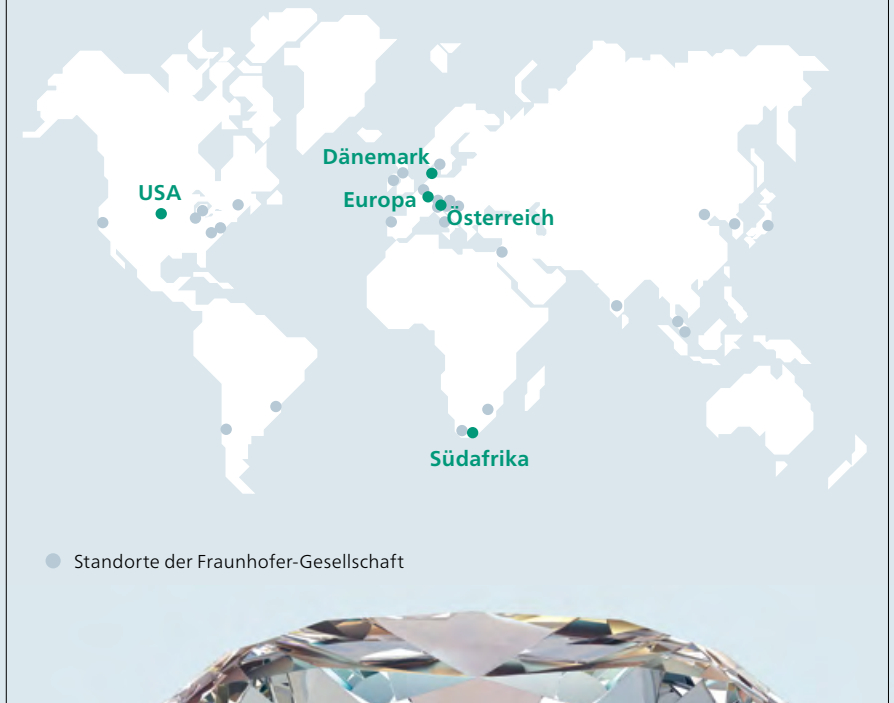 Dänemark
USA
Europa
Österreich
Südafrika
Standorte der Fraunhofer-Gesellschaft